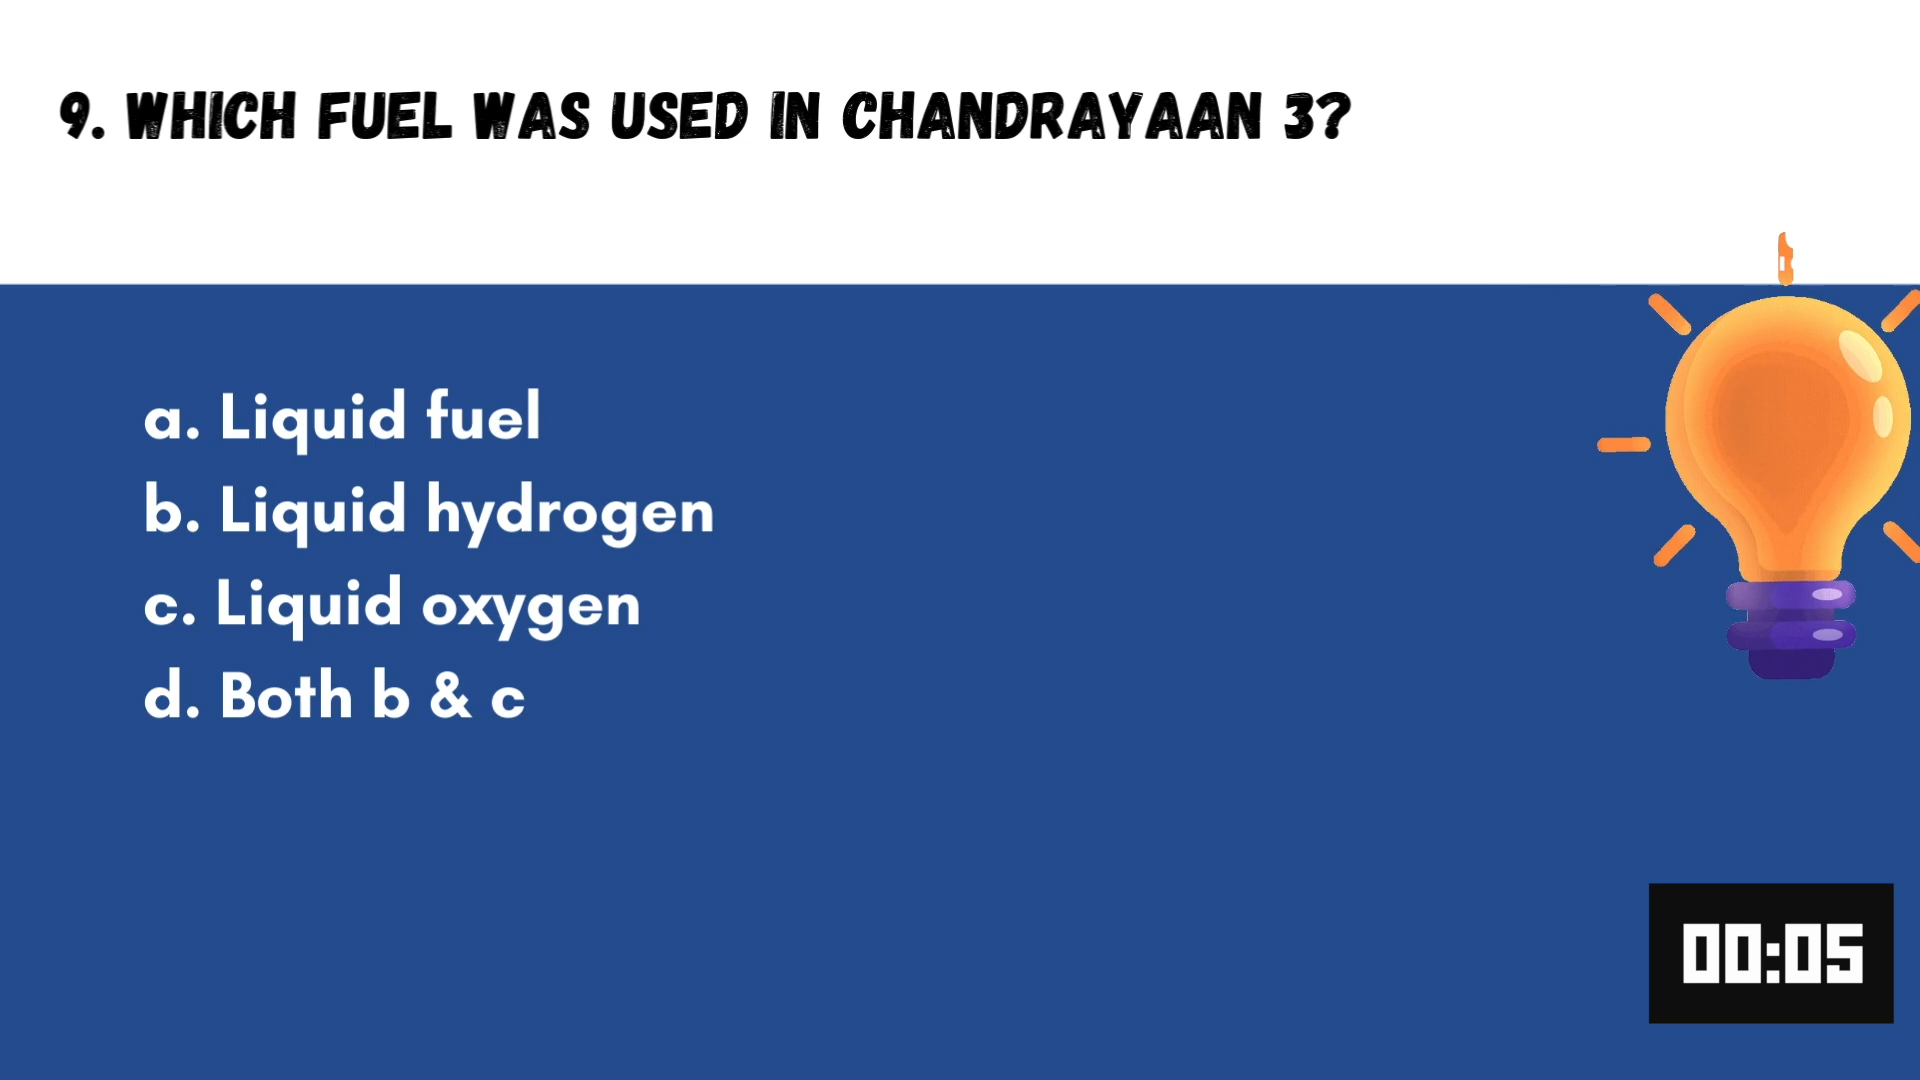 9. WHICH FUEL WAS USED IN CHANDRAYAAN 3?
a. Liquid fuel
b. Liquid hydrogen
c. Liquid oxygen
d. Both b & c
00:05